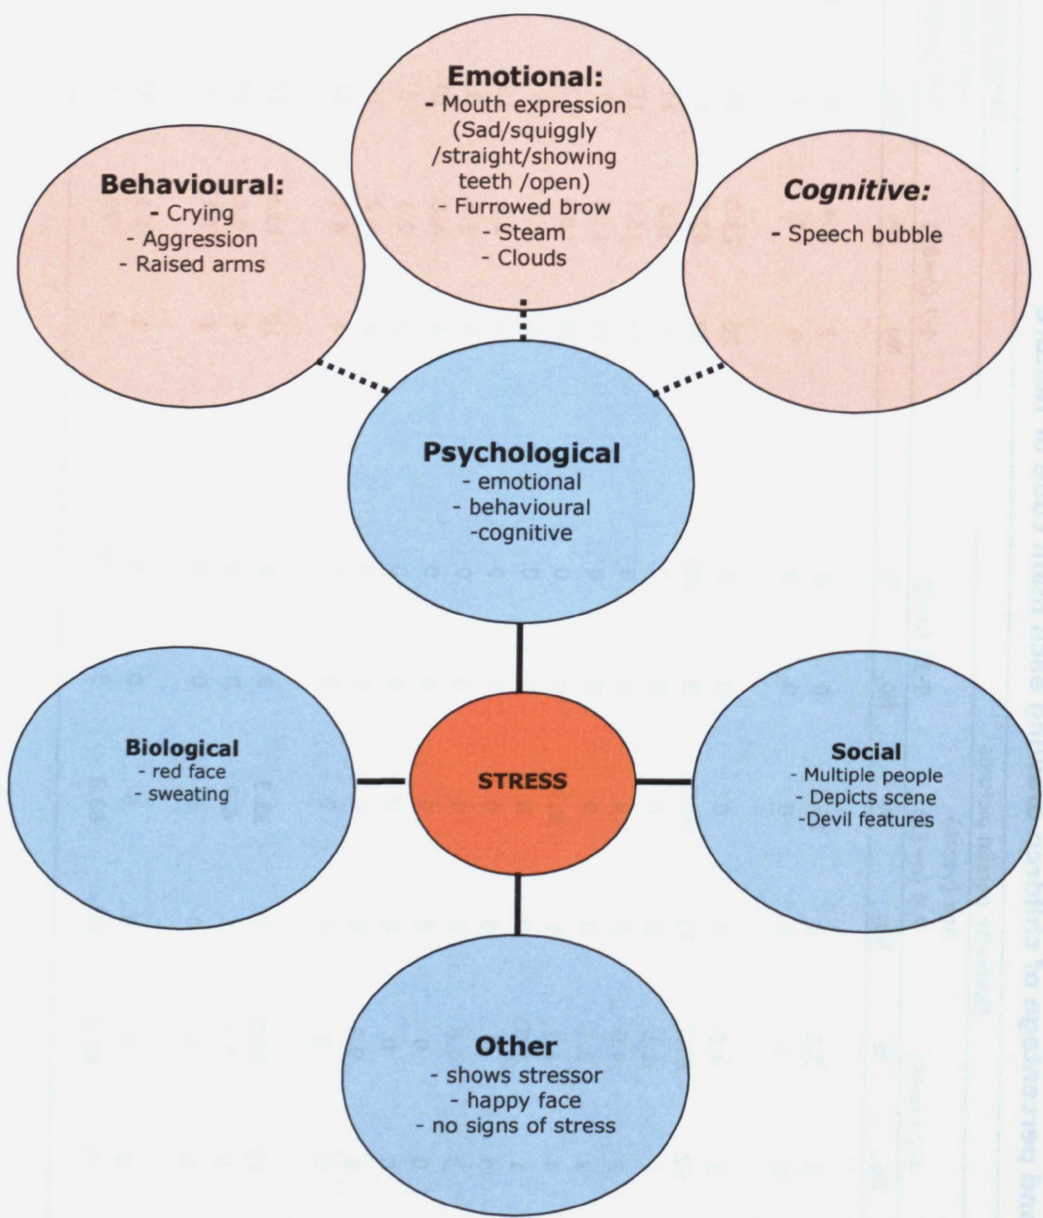 Emotional:
- Mouth expression
(Sad/squiggly
/straight/showing
teeth /open)
- Furrowed brow
- Steam
- Clouds
Behavioural:
- Crying
- Aggression
- Raised arms
Cognitive:
- Speech bubble
Psychological
- emotional
- behavioural
-cognitive
Biological
- red face
- sweating
STRESS
Social
- Multiple people
- Depicts scene
-Devil features
Other
- shows stressor
- happy face
- no signs of stress